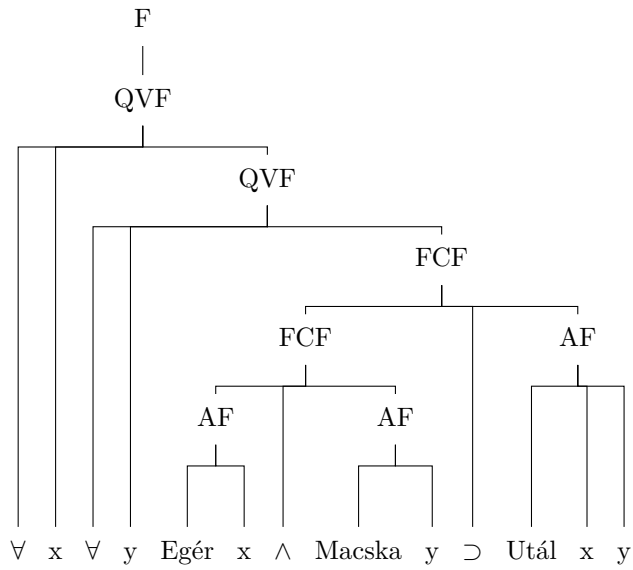 F
QVF
QVF
FCF
FCF AF
AF AF
∀ x ∀ y Egér x ∧ Macska y ⊃ Utál x y